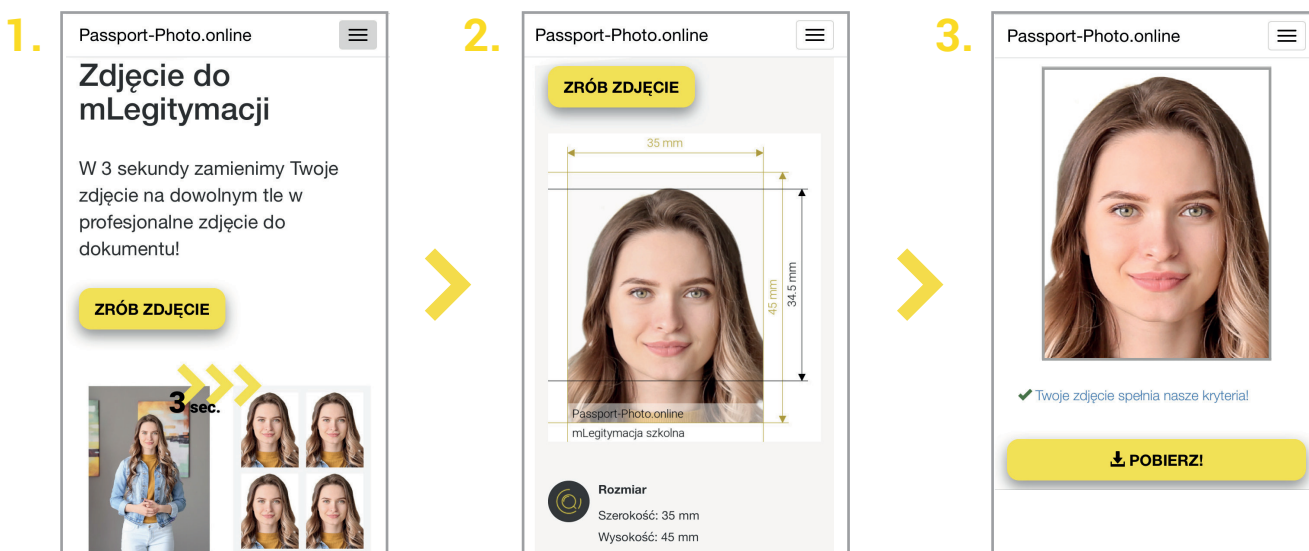 1.
Passport-Photo.online
Zdjęcie do
mLegitymacji
W 3 sekundy zamienimy Twoje
zdjęcie na dowolnym tle w
profesjonalne zdjęcie do
dokumentu!
ZRÓB ZDJĘCIE
3 sec.
2.
Passport-Photo.online
ZRÓB ZDJĘCIE
35 mm
45 mm
34.5 mm
Passport-Photo.online
mLegitymacja szkolna
Rozmiar
Szerokość: 35 mm
Wysokość: 45 mm
3.
Passport-Photo.online
Twoje zdjęcie spełnia nasze kryteria!
POBIERZ!